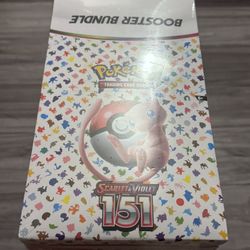 BOOSTER BUNDLE
POKéMON
TRADING CARD GAME
SCARLET & VIOLET
151